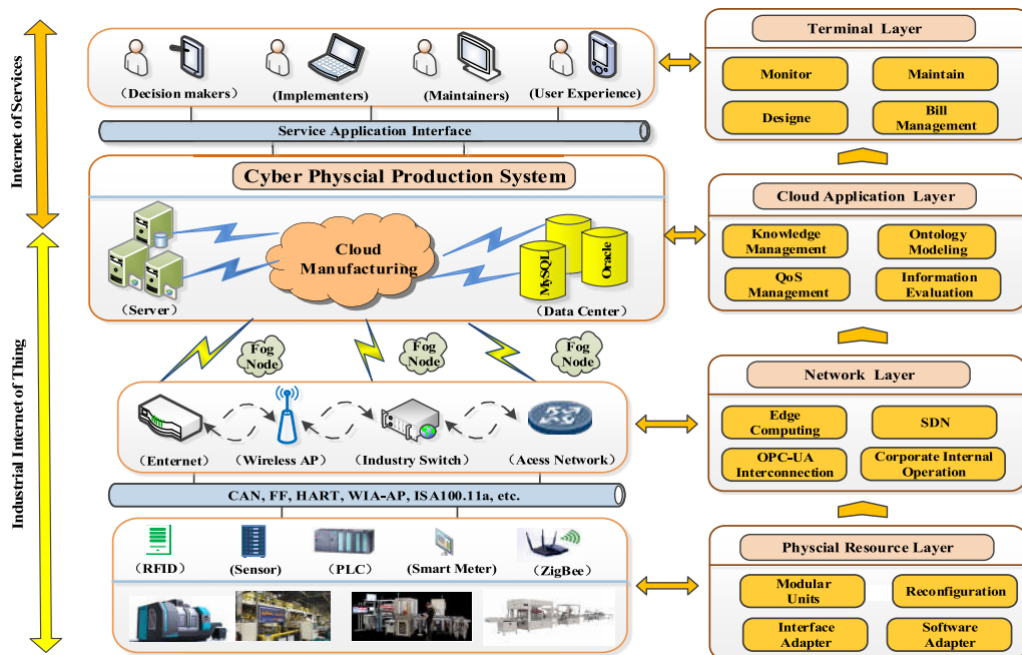 Internet of Services
Industrial Internet of Thing
（Decision makers）
(Implementers)
(Maintainers)
(User Experience)
Service Application Interface
Cyber Physcial Production System
Cloud
Manufacturing
MySQL
Oracle
（Server）
(Data Center)
Fog
Node
Fog
Node
Fog
Node
(Enternet)
（Wireless AP）
(Industry Switch)
(Acess Network)
CAN, FF, HART, WIA-AP, ISA100.11a, etc.
（RFID）
(Sensor)
（PLC）
(Smart Meter)
（ZigBee）
Terminal Layer
Monitor
Maintain
Designe
Bill
Management
Cloud Application Layer
Knowledge
Management
Ontology
Modeling
QoS
Management
Information
Evaluation
Network Layer
Edge
Computing
SDN
OPC-UA
Interconnection
Corporate Internal
Operation
Physcial Resource Layer
Modular
Units
Reconfiguration
Interface
Adapter
Software
Adapter